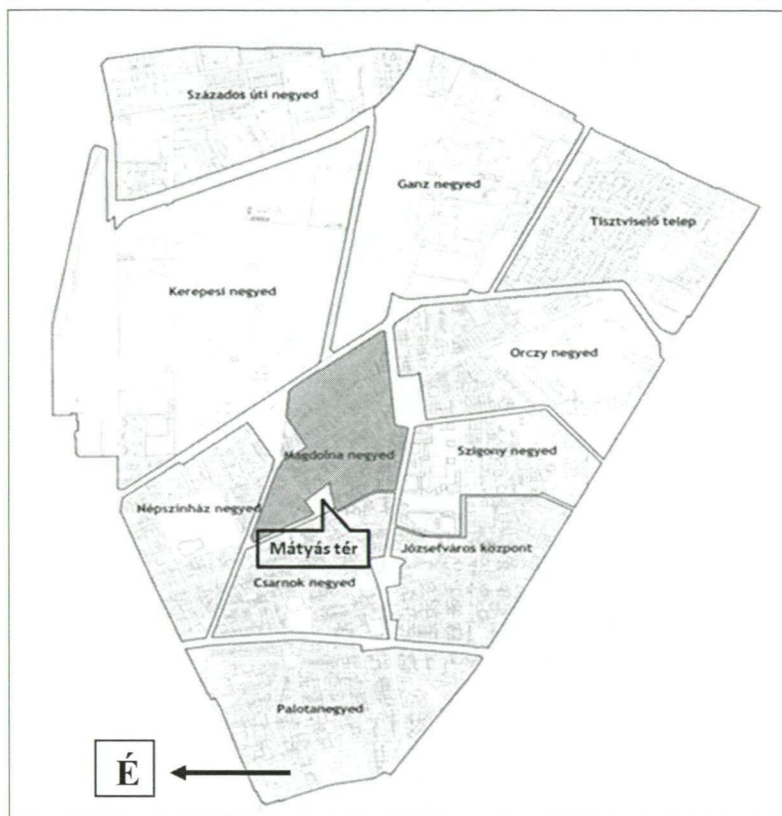 Százados úti negyed
Ganz negyed
Tisztviselő telep
Kerepesi negyed
Orczy negyed
Magdolna negyed
Szigony negyed
Népszínház negyed
Mátyás tér
Józsefváros központ
Csarnok negyed
Palotanegyed
É